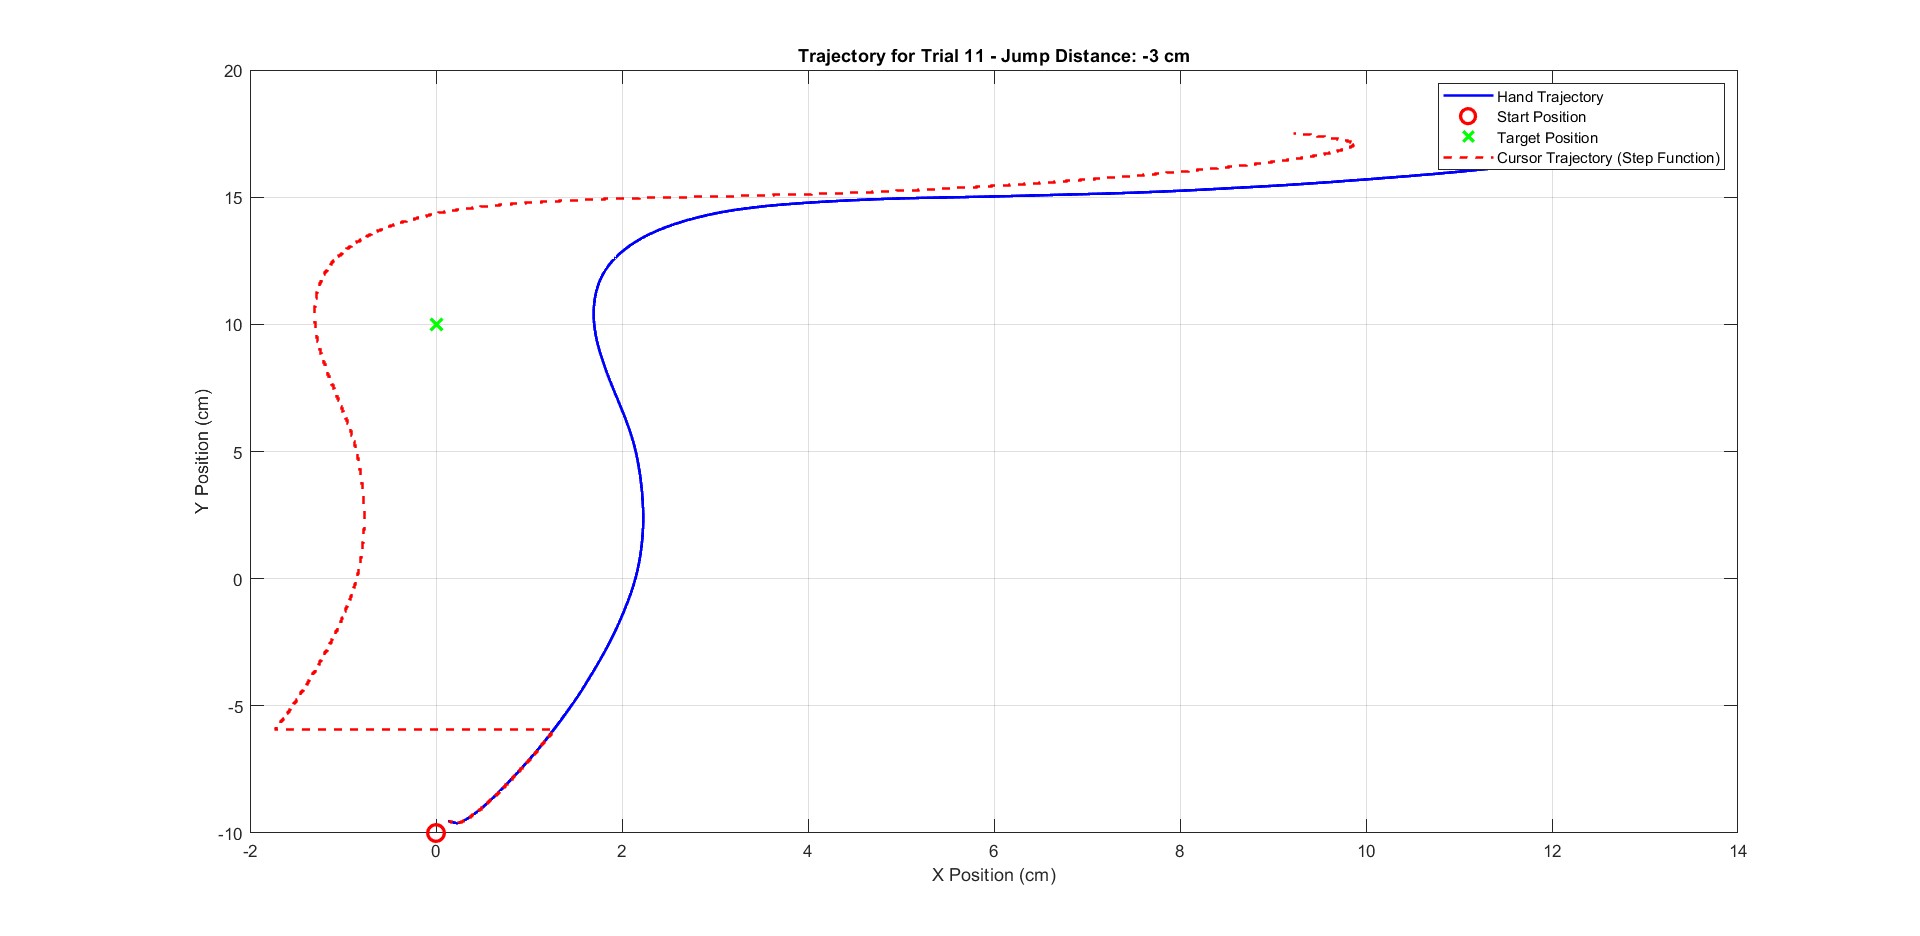 Trajectory for Trial 11 - Jump Distance: -3 cm
Hand Trajectory
Start Position
Target Position
Cursor Trajectory (Step Function)
20
15
10
5
0
-5
-10
Y Position (cm)
-2
0
2
4
6
8
10
12
14
X Position (cm)